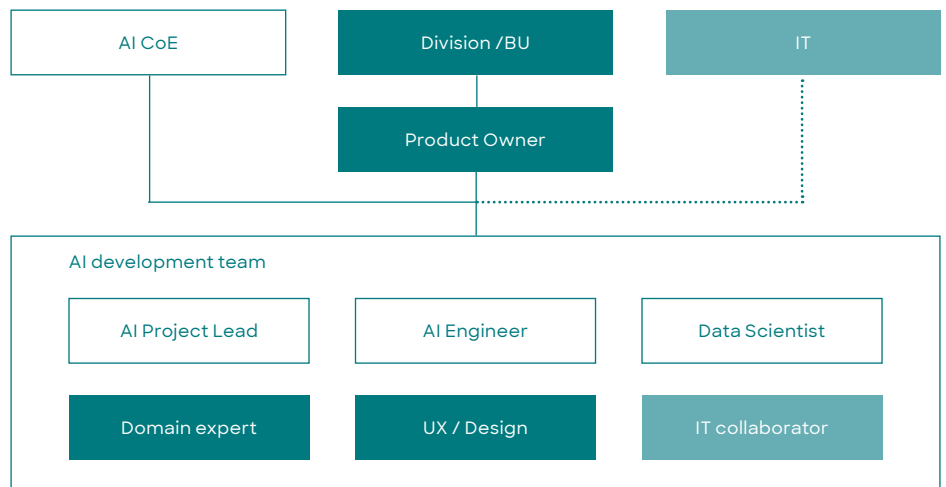 AI CoE
Division /BU
IT
Product Owner
AI development team
AI Project Lead
AI Engineer
Data Scientist
Domain expert
UX / Design
IT collaborator